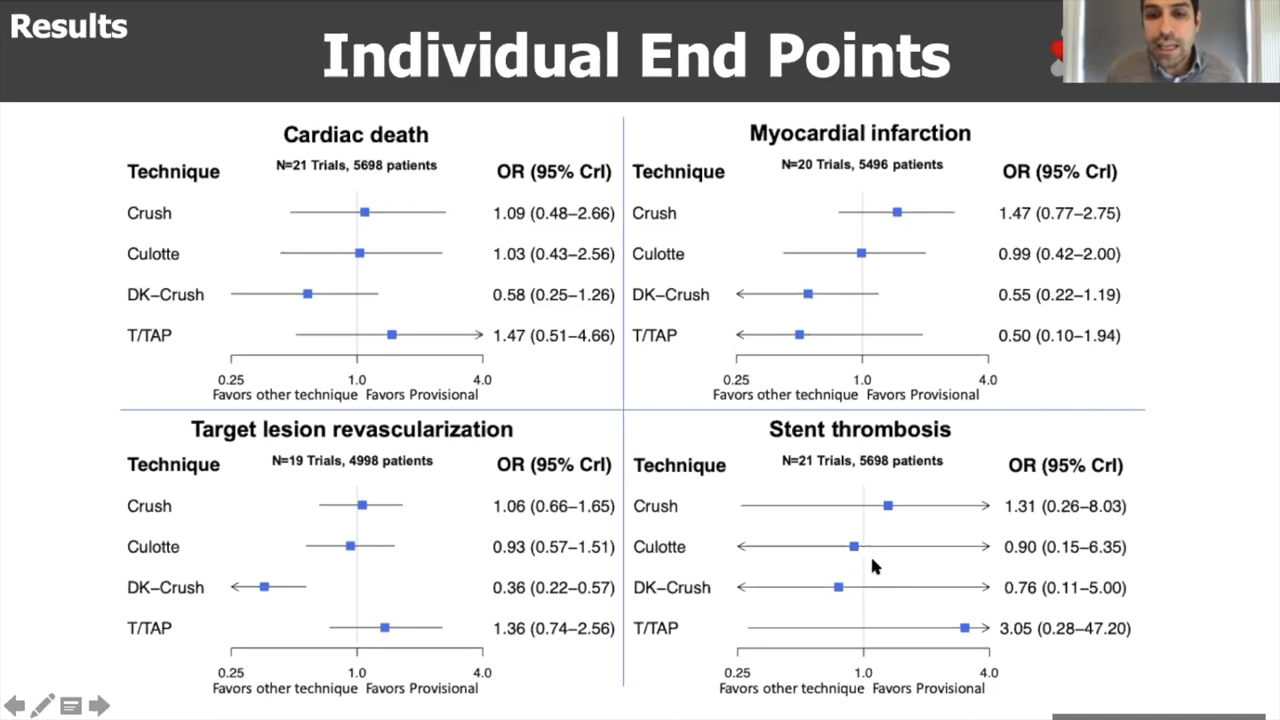 Results
Individual End Points
Cardiac death
N=21 Trials, 5698 patients
Technique OR (95% CrI)
Crush 1.09 (0.48–2.66)
Culotte 1.03 (0.43–2.56)
DK–Crush 0.58 (0.25–1.26)
T/TAP 1.47 (0.51–4.66)
0.25 1.0 4.0
Favors other technique Favors Provisional
Myocardial infarction
N=20 Trials, 5496 patients
Technique OR (95% CrI)
Crush 1.47 (0.77–2.75)
Culotte 0.99 (0.42–2.00)
DK–Crush 0.55 (0.22–1.19)
T/TAP 0.50 (0.10–1.94)
0.25 1.0 4.0
Favors other technique Favors Provisional
Target lesion revascularization
N=19 Trials, 4998 patients
Technique OR (95% CrI)
Crush 1.06 (0.66–1.65)
Culotte 0.93 (0.57–1.51)
DK–Crush 0.36 (0.22–0.57)
T/TAP 1.36 (0.74–2.56)
0.25 1.0 4.0
Favors other technique Favors Provisional
Stent thrombosis
N=21 Trials, 5698 patients
Technique OR (95% CrI)
Crush 1.31 (0.26–8.03)
Culotte 0.90 (0.15–6.35)
DK–Crush 0.76 (0.11–5.00)
T/TAP 3.05 (0.28–47.20)
0.25 1.0 4.0
Favors other technique Favors Provisional